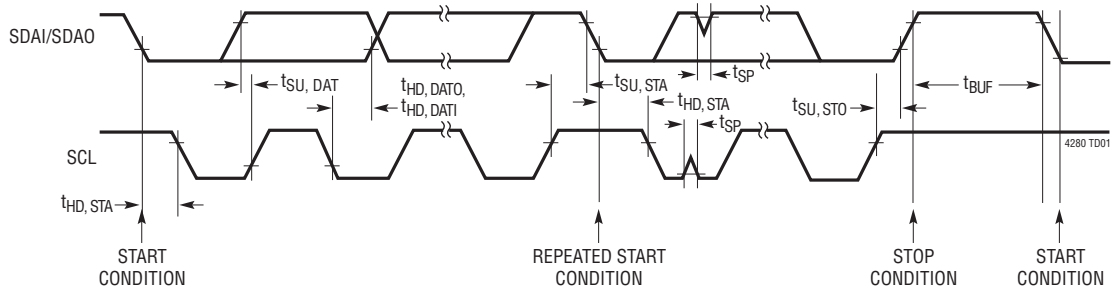 SDAI/SDAO
tSU, DAT
tHD, DATO,
tHD, DATI
tSU, STA
tHD, STA
tSP
tSP
tSU, STO
tBUF
SCL
4280 TD01
tHD, STA
START
CONDITION
REPEATED START
CONDITION
STOP
CONDITION
START
CONDITION